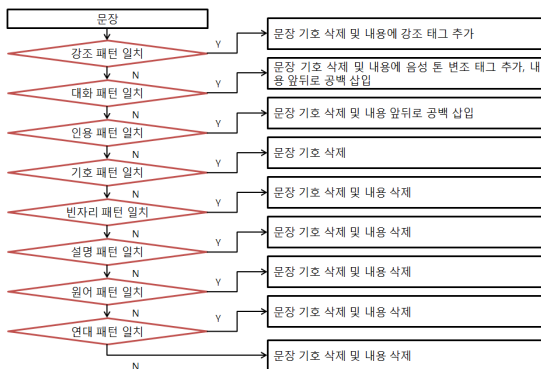 문장
강조 패턴 일치
Y
문장 기호 삭제 및 내용에 강조 태그 추가
N
대화 패턴 일치
Y
문장 기호 삭제 및 내용에 음성 톤 변조 태그 추가, 내
용 앞뒤로 공백 삽입
N
인용 패턴 일치
Y
문장 기호 삭제 및 내용 앞뒤로 공백 삽입
N
기호 패턴 일치
Y
문장 기호 삭제
N
빈자리 패턴 일치
Y
문장 기호 삭제 및 내용 삭제
N
설명 패턴 일치
Y
문장 기호 삭제 및 내용 삭제
N
원어 패턴 일치
Y
문장 기호 삭제 및 내용 삭제
N
연대 패턴 일치
Y
문장 기호 삭제 및 내용 삭제
N
문장 기호 삭제 및 내용 삭제